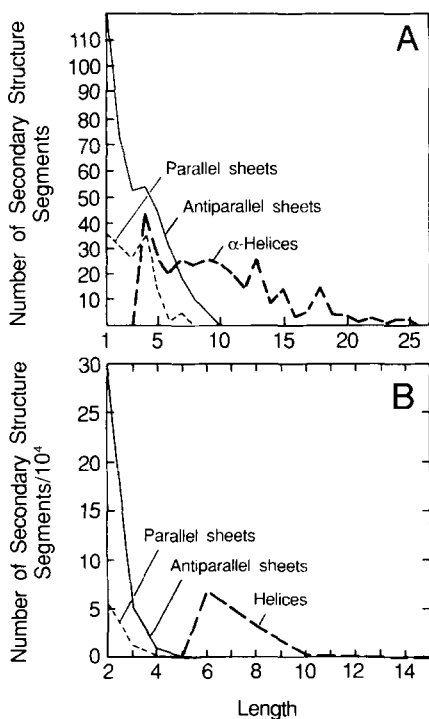 A
Number of Secondary Structure
Segments
110
100
90
80
70
60
50
40
30
20
10
Parallel sheets
Antiparallel sheets
α-Helices
1 5 10 15 20 25
B
Number of Secondary Structure
Segments/10⁴
30
25
20
15
10
5
0
Parallel sheets
Antiparallel sheets
Helices
2 4 6 8 10 12 14
Length